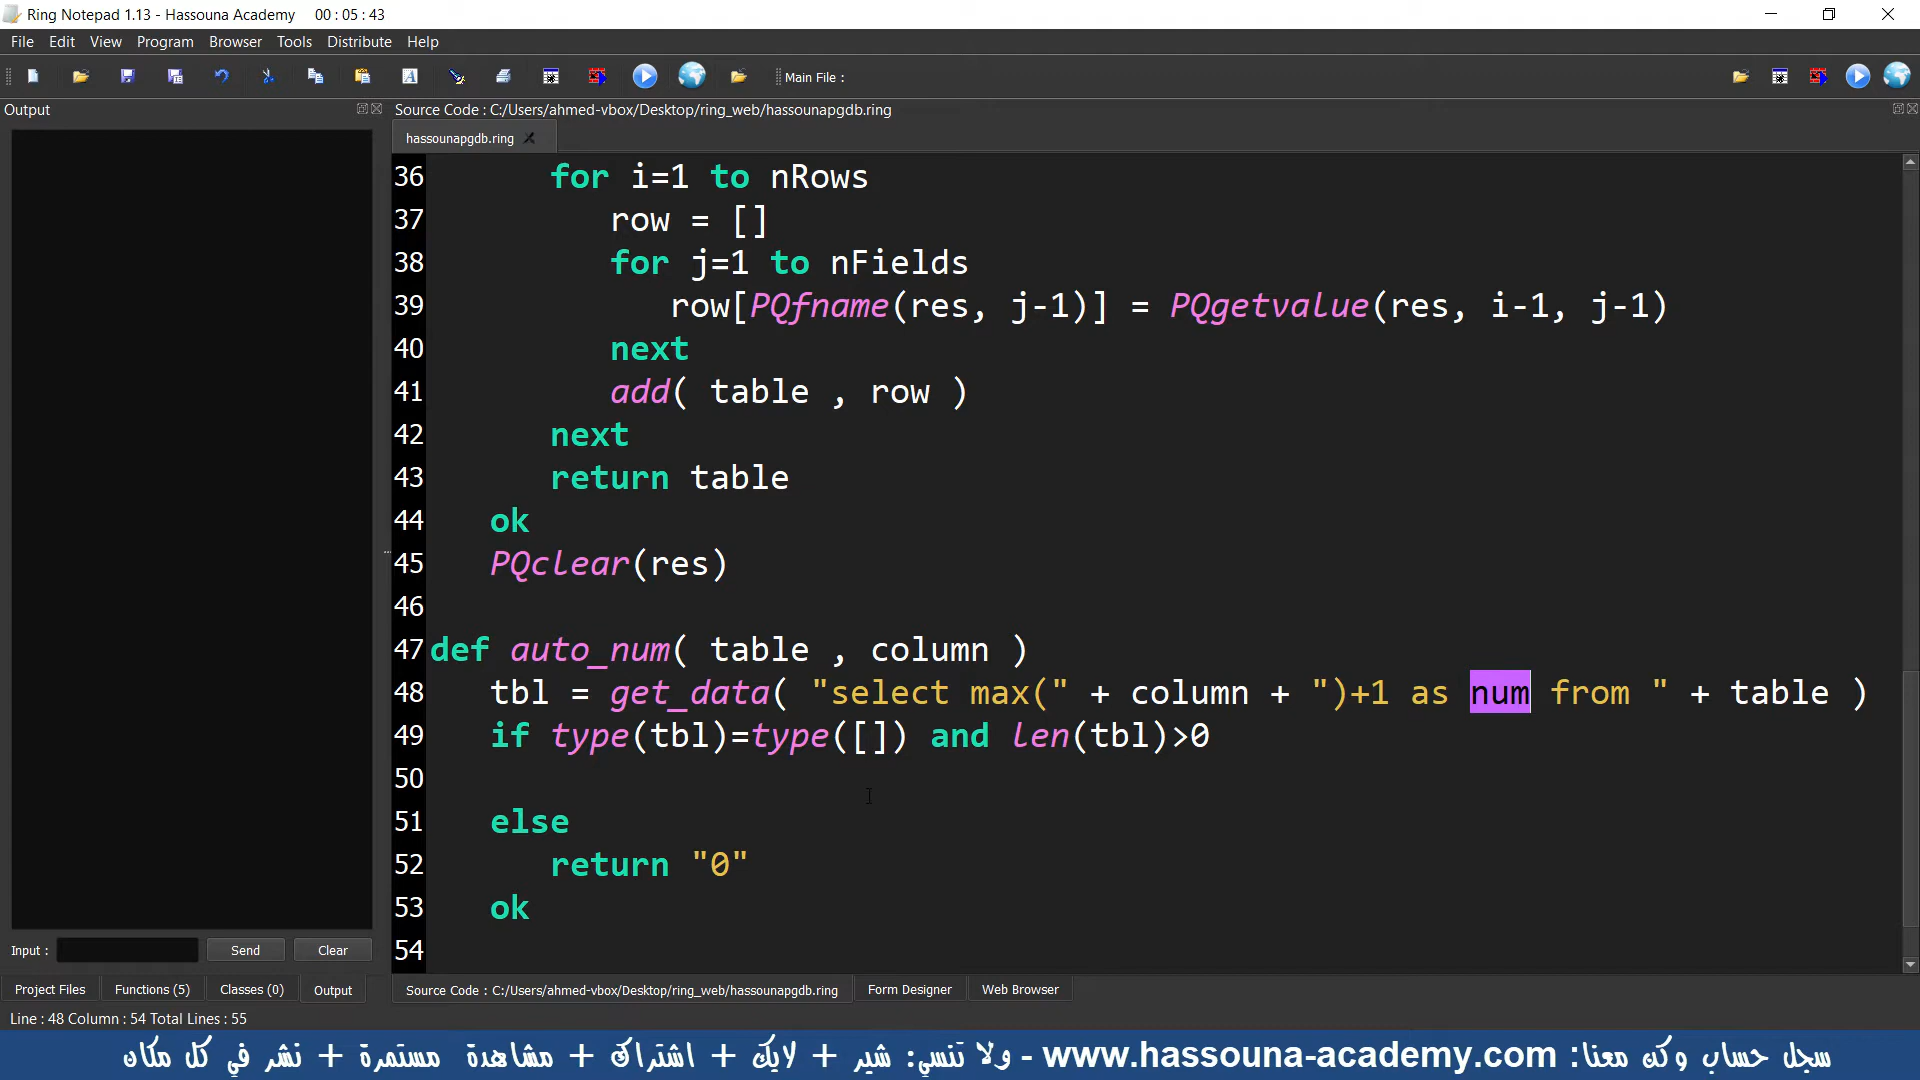 Ring Notepad 1.13 - Hassouna Academy 00 : 05 : 43
File Edit View Program Browser Tools Distribute Help
Main File :
Output
Source Code : C:/Users/ahmed-vbox/Desktop/ring_web/hassounapgdb.ring
hassounapgdb.ring
36 for i=1 to nRows
37 row = []
38 for j=1 to nFields
39 row[PQfname(res, j-1)] = PQgetvalue(res, i-1, j-1)
40 next
41 add( table , row )
42 next
43 return table
44 ok
45 PQclear(res)
46
47 def auto_num( table , column )
48 tbl = get_data( "select max(" + column + ")+1 as num from " + table )
49 if type(tbl)=type([]) and len(tbl)>0
50
51 else
52 return "0"
53 ok
54
Input : Send Clear
Project Files Functions (5) Classes (0) Output
Source Code : C:/Users/ahmed-vbox/Desktop/ring_web/hassounapgdb.ring Form Designer Web Browser
Line : 48 Column : 54 Total Lines : 55
سجل حساب وكن معنا: www.hassouna-academy.com - ولا تنسي: شير + لايك + اشتراك + مشاهدة مستمرة + نشر في كل مكان